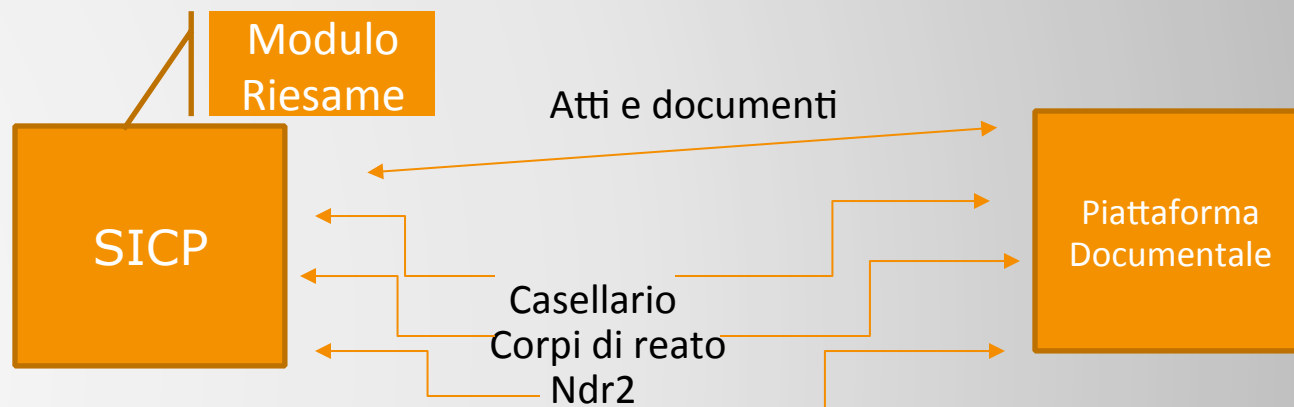 Modulo
Riesame
Atti e documenti
SICP
Piattaforma
Documentale
Casellario
Corpi di reato
Ndr2